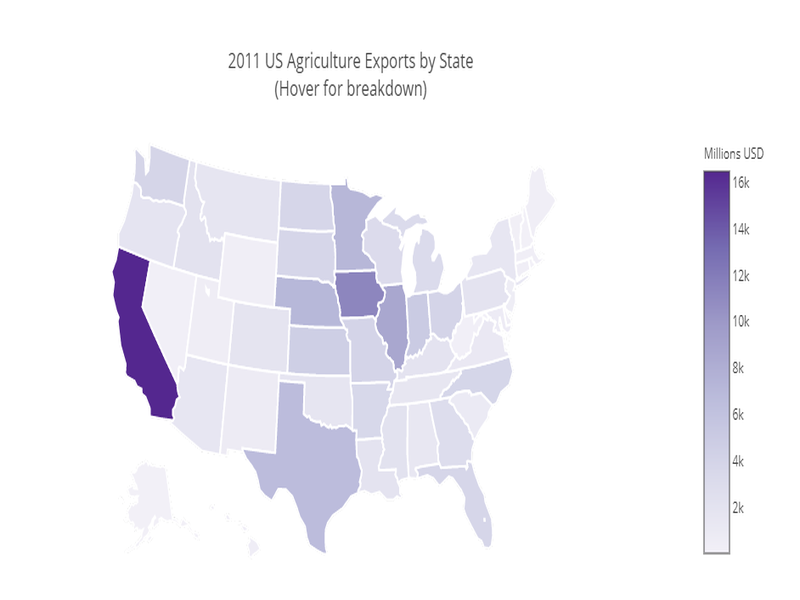 2011 US Agriculture Exports by State
(Hover for breakdown)
Millions USD
16k
14k
12k
10k
8k
6k
4k
2k